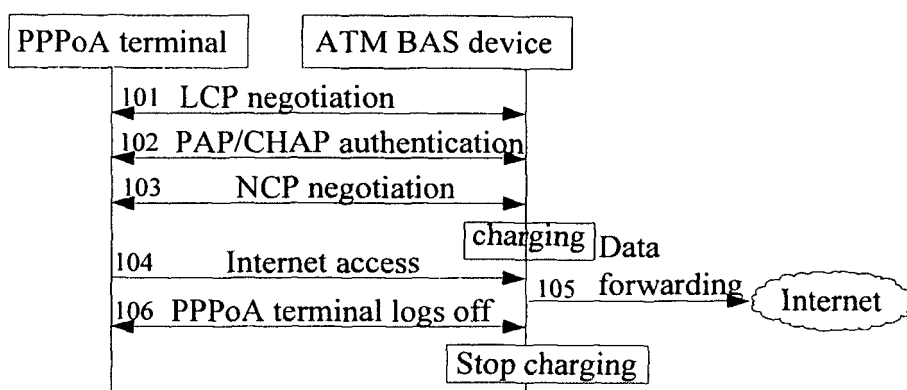 PPPoA terminal
ATM BAS device
101 LCP negotiation
102 PAP/CHAP authentication
103 NCP negotiation
charging
Data
forwarding
104 Internet access
105
Internet
106 PPPoA terminal logs off
Stop charging